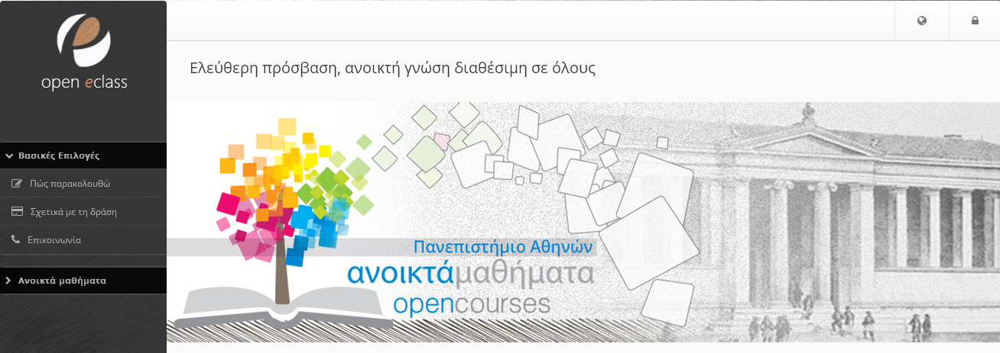 open eclass
Βασικές Επιλογές
Πώς παρακολουθώ
Σχετικά με τη δράση
Επικοινωνία
Ανοικτά μαθήματα
Ελεύθερη πρόσβαση, ανοικτή γνώση διαθέσιμη σε όλους
Πανεπιστήμιο Αθηνών
ανοικτάμαθήματα
opencourses